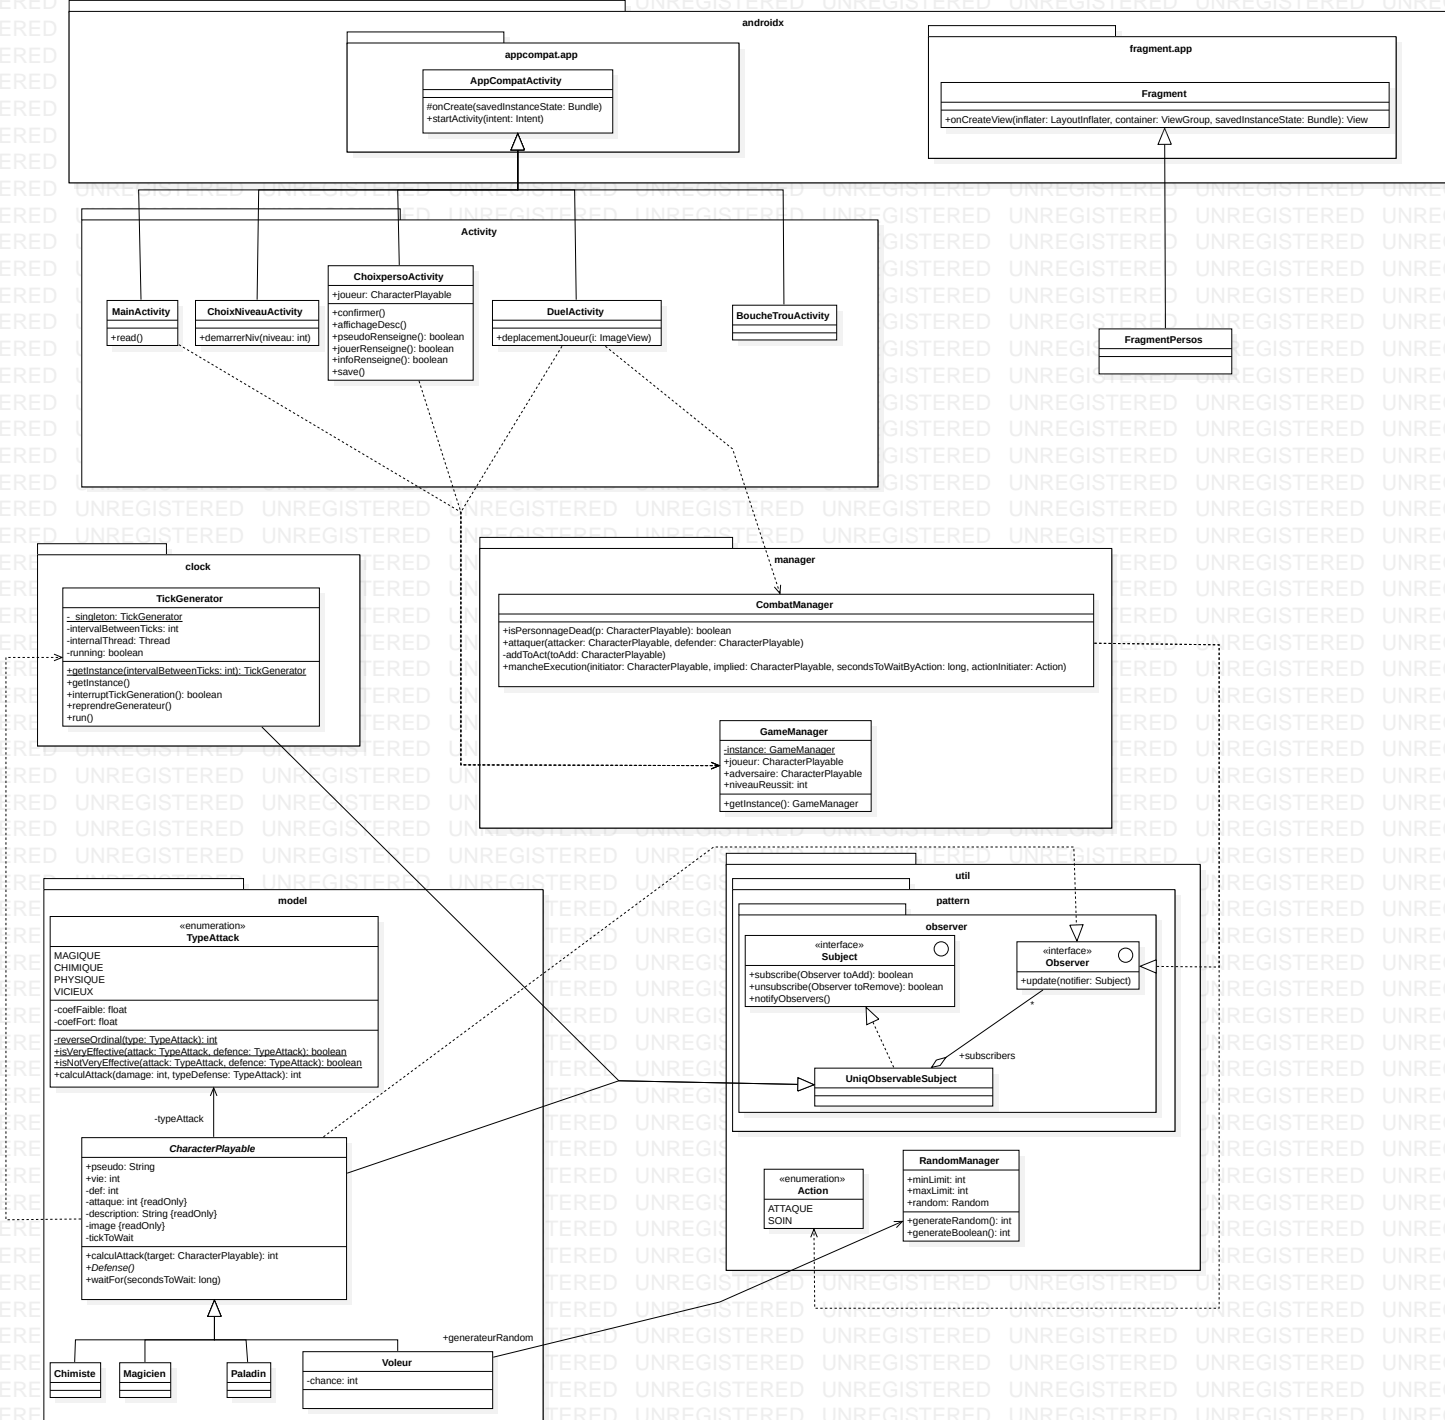 androidx
appcompat.app
AppCompatActivity
#onCreate(savedInstanceState: Bundle)
+startActivity(intent: Intent)
fragment.app
Fragment
+onCreateView(inflater: LayoutInflater, container: ViewGroup, savedInstanceState: Bundle): View
Activity
MainActivity
+read()
ChoixNiveauActivity
+demarrerNiv(niveau: int)
ChoixpersoActivity
+joueur: CharacterPlayable
+confirmer()
+affichageDesc()
+pseudoRenseigne(): boolean
+jouerRenseigne(): boolean
+infoRenseigne(): boolean
+save()
DuelActivity
+deplacementJoueur(i: ImageView)
BoucheTrouActivity
FragmentPersos
clock
TickGenerator
-_singleton: TickGenerator
-intervalBetweenTicks: int
-internalThread: Thread
-running: boolean
+getInstance(intervalBetweenTicks: int): TickGenerator
+getInstance()
+interruptTickGeneration(): boolean
+reprendreGenerateur()
+run()
manager
CombatManager
+isPersonnageDead(p: CharacterPlayable): boolean
+attaquer(attacker: CharacterPlayable, defender: CharacterPlayable)
-addToAct(toAdd: CharacterPlayable)
+mancheExecution(initiator: CharacterPlayable, implied: CharacterPlayable, secondsToWaitByAction: long, actionInitiater: Action)
GameManager
-instance: GameManager
+joueur: CharacterPlayable
+adversaire: CharacterPlayable
+niveauReussit: int
+getInstance(): GameManager
model
«enumeration»
TypeAttack
MAGIQUE
CHIMIQUE
PHYSIQUE
VICIEUX
-coefFaible: float
-coefFort: float
-reverseOrdinal(type: TypeAttack): int
+isVeryEffective(attack: TypeAttack, defence: TypeAttack): boolean
+isNotVeryEffective(attack: TypeAttack, defence: TypeAttack): boolean
+calculAttack(damage: int, typeDefense: TypeAttack): int
-typeAttack
CharacterPlayable
+pseudo: String
+vie: int
-def: int
-attaque: int {readOnly}
-description: String {readOnly}
-image {readOnly}
-tickToWait
+calculAttack(target: CharacterPlayable): int
+Defense()
+waitFor(secondsToWait: long)
Chimiste
Magicien
Paladin
Voleur
-chance: int
+generateurRandom
util
pattern
observer
«interface»
Subject
+subscribe(Observer toAdd): boolean
+unsubscribe(Observer toRemove): boolean
+notifyObservers()
«interface»
Observer
+update(notifier: Subject)
*
+subscribers
UniqObservableSubject
«enumeration»
Action
ATTAQUE
SOIN
RandomManager
+minLimit: int
+maxLimit: int
+random: Random
+generateRandom(): int
+generateBoolean(): int